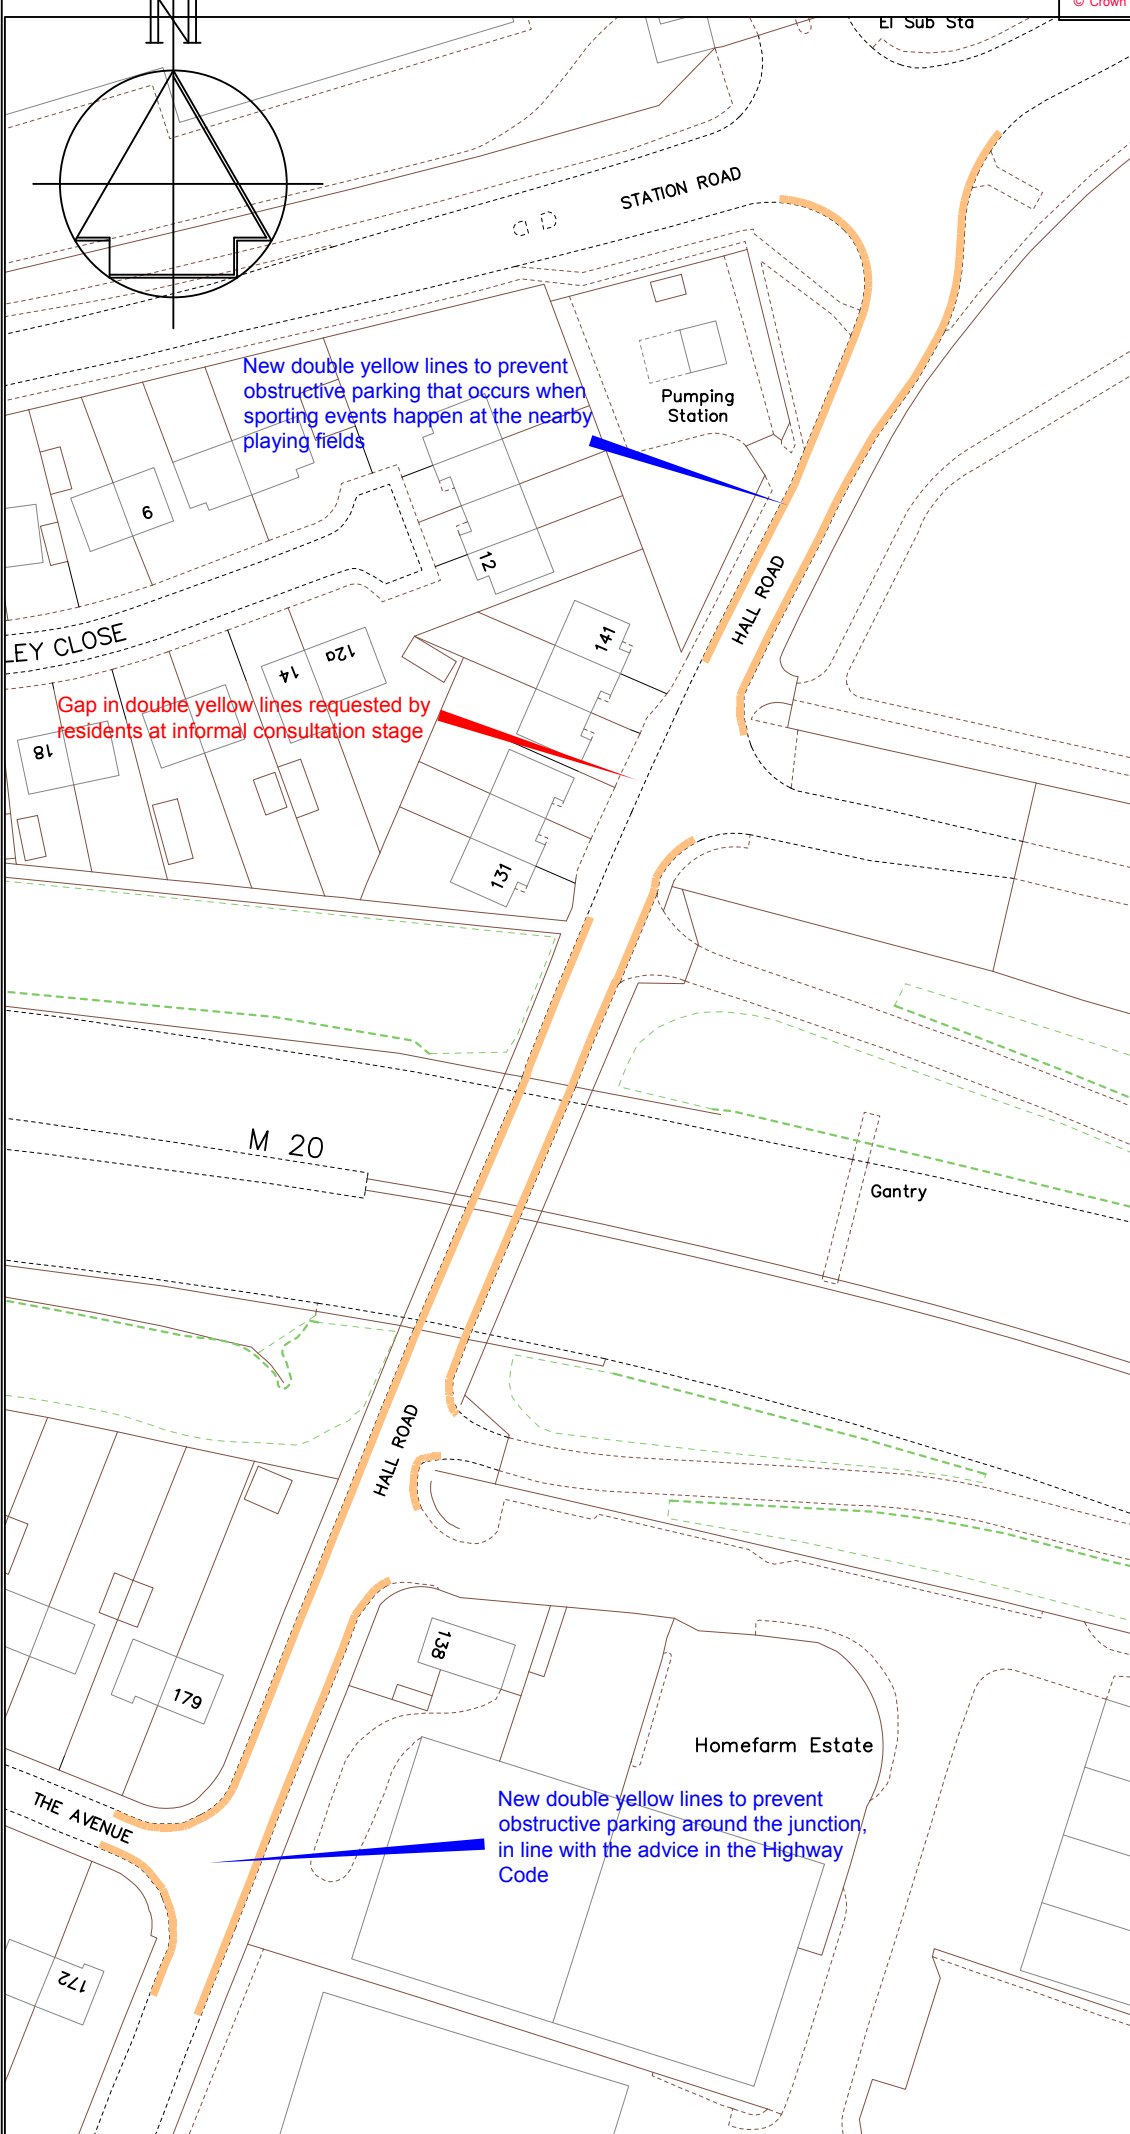 © Crown
N
El Sub Sta
STATION ROAD
New double yellow lines to prevent
obstructive parking that occurs when
sporting events happen at the nearby
playing fields
Pumping
Station
9
12
HALL ROAD
LEY CLOSE
141
12a
14
Gap in double yellow lines requested by
residents at informal consultation stage
18
131
M 20
Gantry
HALL ROAD
138
179
Homefarm Estate
THE AVENUE
New double yellow lines to prevent
obstructive parking around the junction,
in line with the advice in the Highway
Code
172